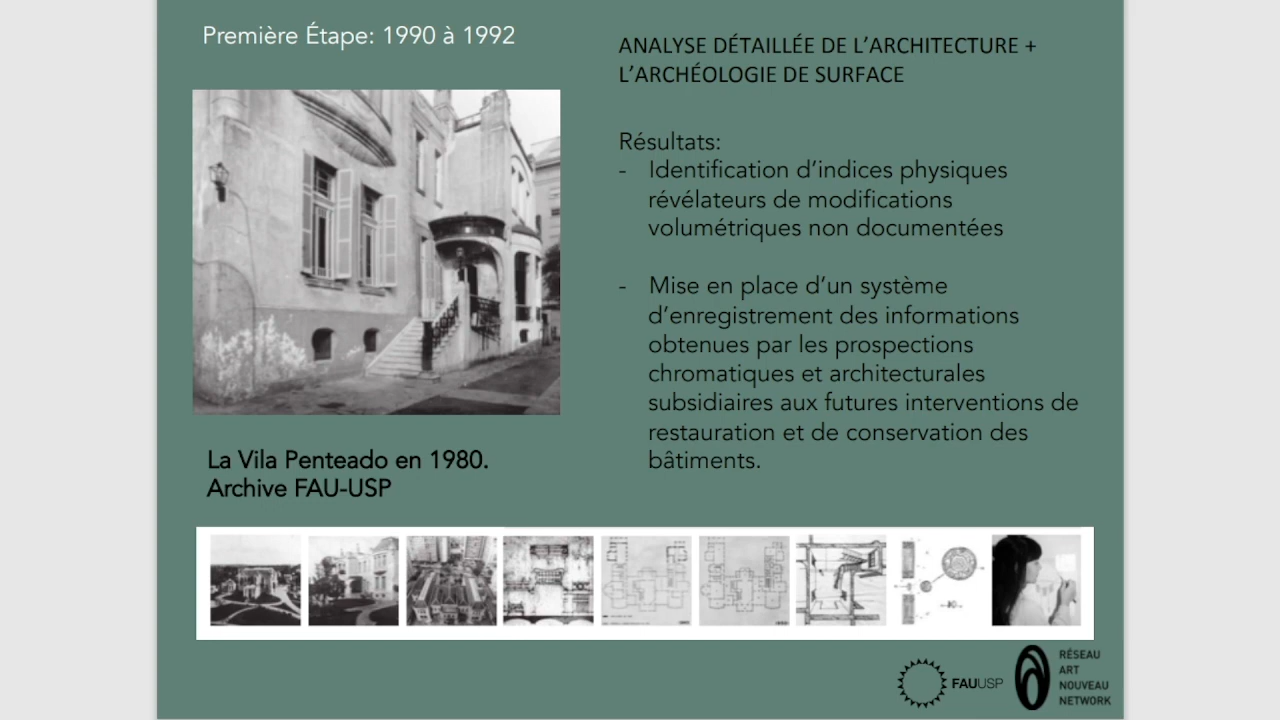 Première Étape: 1990 à 1992
ANALYSE DÉTAILLÉE DE L’ARCHITECTURE +
L’ARCHÉOLOGIE DE SURFACE
Résultats:
- Identification d’indices physiques
révélateurs de modifications
volumétriques non documentées
- Mise en place d’un système
d’enregistrement des informations
obtenues par les prospections
chromatiques et architecturales
subsidiaires aux futures interventions de
restauration et de conservation des
bâtiments.
La Vila Penteado en 1980.
Archive FAU-USP
FAUUSP
RÉSEAU
ART
NOUVEAU
NETWORK